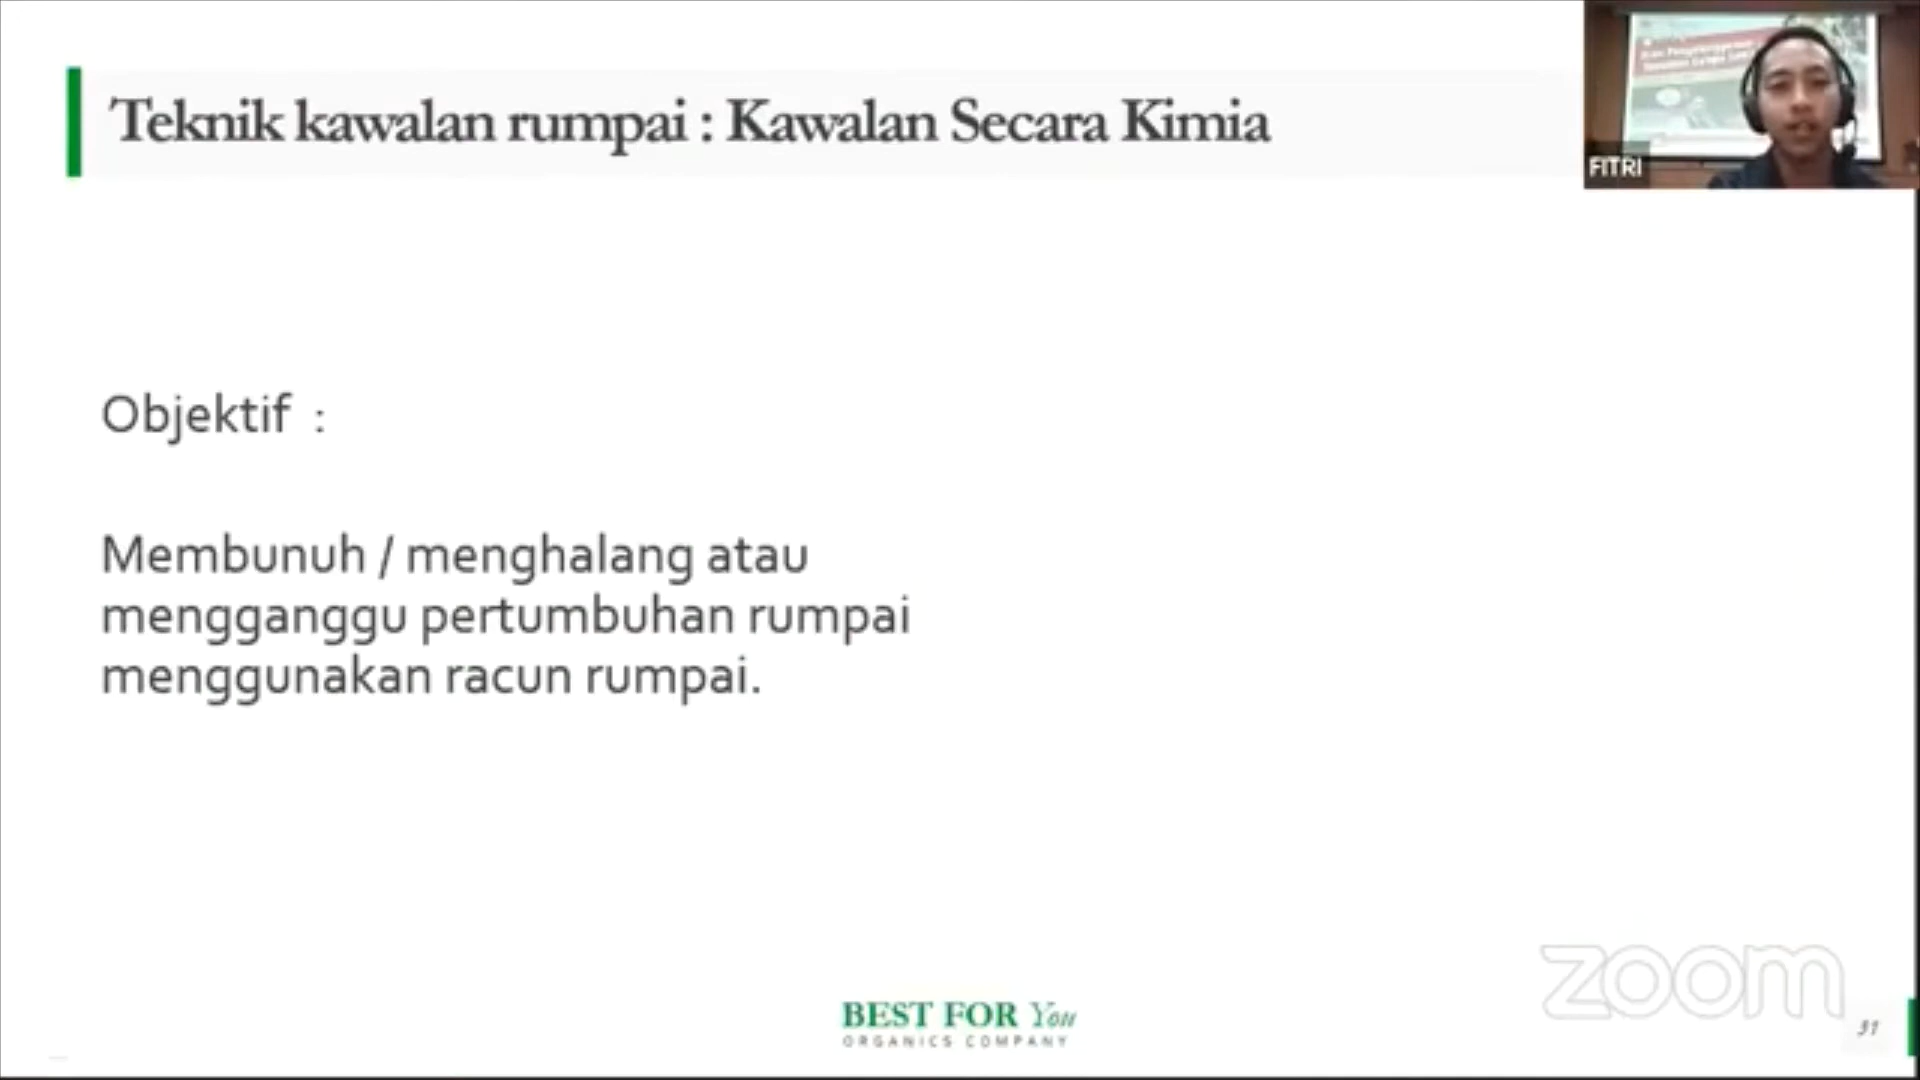 Teknik kawalan rumpai : Kawalan Secara Kimia
FITRI
Objektif :
Membunuh / menghalang atau
mengganggu pertumbuhan rumpai
menggunakan racun rumpai.
zoom
BEST FOR You
ORGANICS COMPANY
31